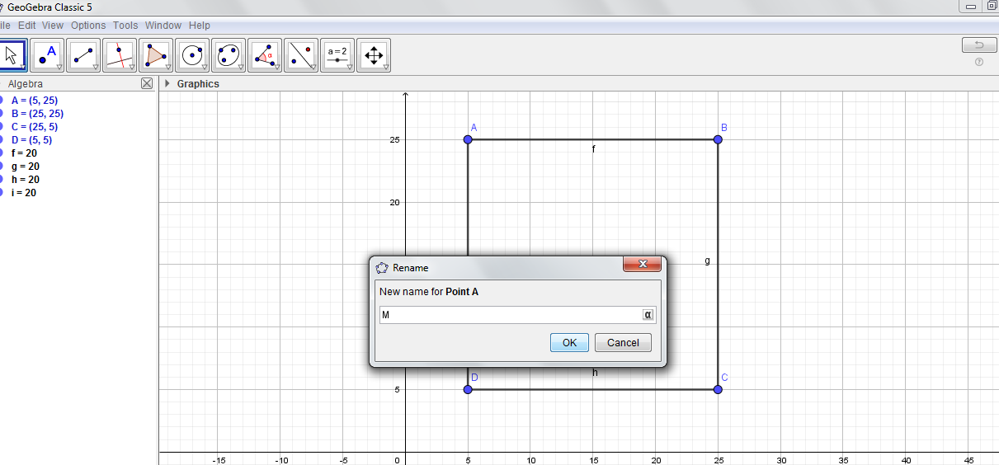 GeoGebra Classic 5
ile Edit View Options Tools Window Help
A
α
a = 2
Algebra
Graphics
A = (5, 25)
B = (25, 25)
C = (25, 5)
D = (5, 5)
f = 20
g = 20
h = 20
i = 20
A
B
25
f
20
g
Rename
New name for Point A
M
α
OK
Cancel
h
D
C
5
-15 -10 -5 0 5 10 15 20 25 30 35 40 45